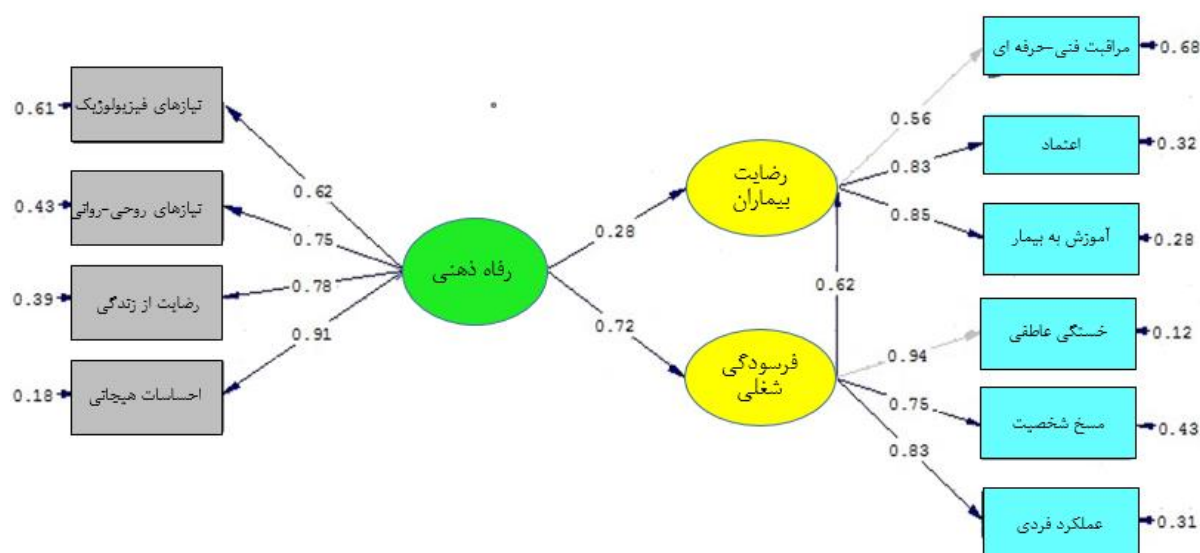 نیازهای فیزیولوژیک
0.61
نیازهای روحی-روانی
0.43
رضایت از زندگی
0.39
احساسات هیجانی
0.18
0.62
0.75
0.78
0.91
رفاه ذهنی
0.28
0.72
رضایت
بیماران
0.62
فرسودگی
شغلی
0.56
0.83
0.85
0.94
0.75
0.83
مراقبت فنی-حرفه ای
0.68
اعتماد
0.32
آموزش به بیمار
0.28
خستگی عاطفی
0.12
مسخ شخصیت
0.43
عملکرد فردی
0.31